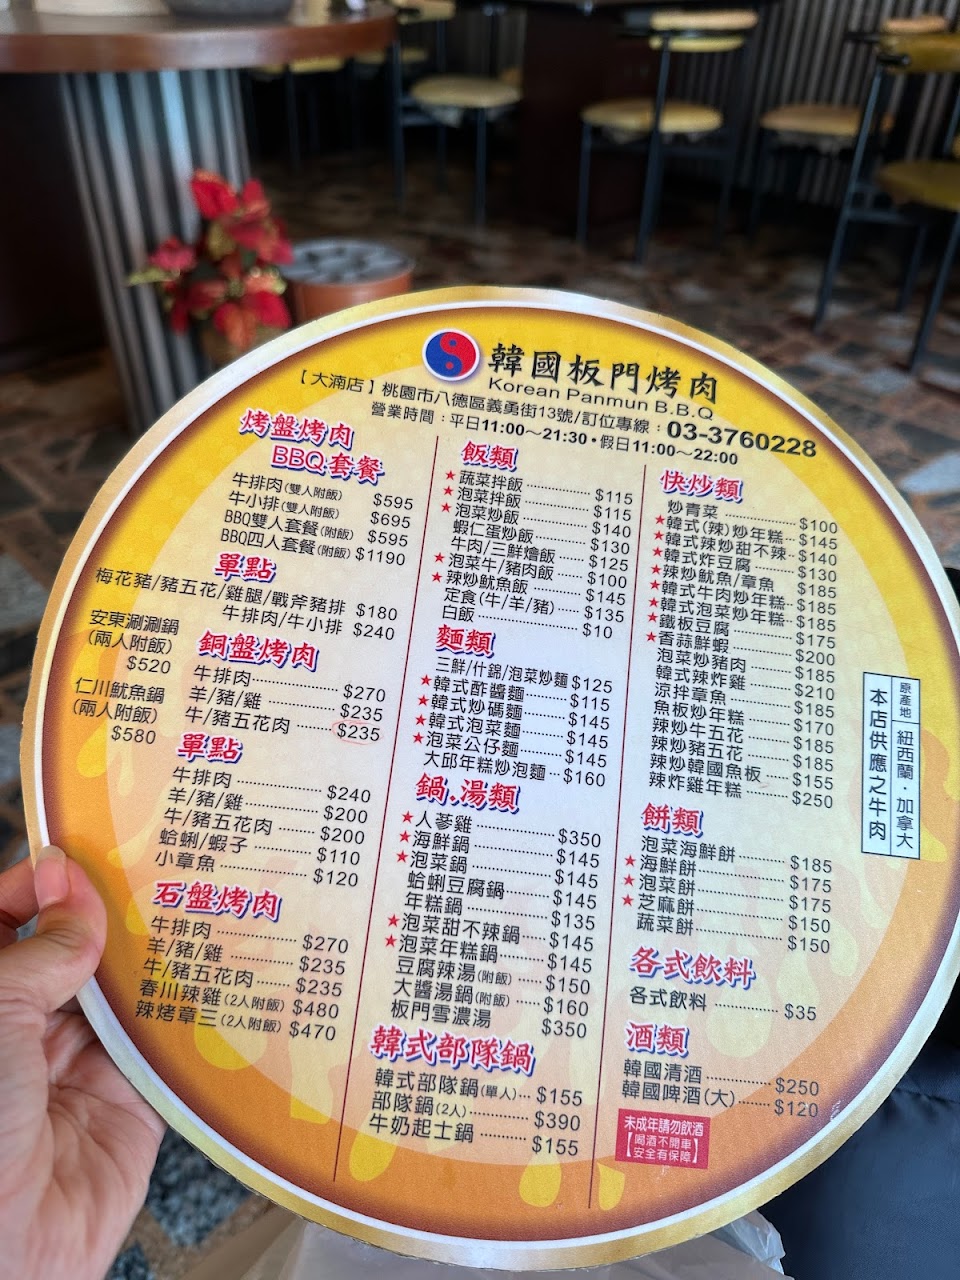 韓國板門烤肉
Korean Panmun B.B.Q
【大湳店】桃園市八德區義勇街13號/訂位專線：03-3760228
營業時間：平日11:00～21:30・假日11:00～22:00
烤盤烤肉
BBQ套餐
牛排肉(雙人附飯) $595
牛小排(雙人附飯) $695
BBQ雙人套餐(附飯) $595
BBQ四人套餐(附飯) $1190
單點
梅花豬/豬五花/雞腿/戰斧豬排 $180
牛排肉/牛小排 $240
安東涮涮鍋
(兩人附飯)
$520
仁川魷魚鍋
(兩人附飯)
$580
銅盤烤肉
牛排肉 $270
羊/豬/雞 $235
牛/豬五花肉 $235
單點
牛排肉 $240
羊/豬/雞 $200
牛/豬五花肉 $200
蛤蜊/蝦子 $110
小章魚 $120
石盤烤肉
牛排肉 $270
羊/豬/雞 $235
牛/豬五花肉 $235
春川辣雞(2人附飯) $480
辣烤章三(2人附飯) $470
飯類
★蔬菜拌飯 $115
★泡菜拌飯 $115
★泡菜炒飯 $140
蝦仁蛋炒飯 $130
牛肉/三鮮燴飯 $125
★泡菜牛/豬肉飯 $100
★辣炒魷魚飯 $145
定食(牛/羊/豬) $135
白飯 $10
麵類
三鮮/什錦/泡菜炒麵 $125
★韓式酢醬麵 $115
★韓式炒碼麵 $145
★韓式泡菜麵 $145
★泡菜公仔麵 $145
大邱年糕炒泡麵 $160
鍋.湯類
★人蔘雞 $350
★海鮮鍋 $145
★泡菜鍋 $145
蛤蜊豆腐鍋 $145
年糕鍋 $135
★泡菜甜不辣鍋 $145
★泡菜年糕鍋 $145
豆腐辣湯(附飯) $150
大醬湯鍋(附飯) $160
板門雪濃湯 $350
韓式部隊鍋
韓式部隊鍋(單人) $155
部隊鍋(2人) $390
牛奶起士鍋 $155
快炒類
炒青菜 $100
★韓式(辣)炒年糕 $145
★韓式辣炒甜不辣 $140
★韓式炸豆腐 $130
★辣炒魷魚/章魚 $185
★韓式牛肉炒年糕 $185
★韓式泡菜炒年糕 $185
★鐵板豆腐 $175
★香蒜鮮蝦 $200
泡菜炒豬肉 $185
韓式辣炸雞 $210
涼拌章魚 $185
魚板炒年糕 $170
辣炒牛五花 $185
辣炒豬五花 $185
辣炒韓國魚板 $155
辣炸雞年糕 $250
餅類
泡菜海鮮餅 $185
★海鮮餅 $175
★泡菜餅 $175
★芝麻餅 $150
蔬菜餅 $150
各式飲料
各式飲料 $35
酒類
韓國清酒 $250
韓國啤酒(大) $120
未成年請勿飲酒
【喝酒不開車】
【安全有保障】
本店供應之牛肉
原產地 紐西蘭・加拿大